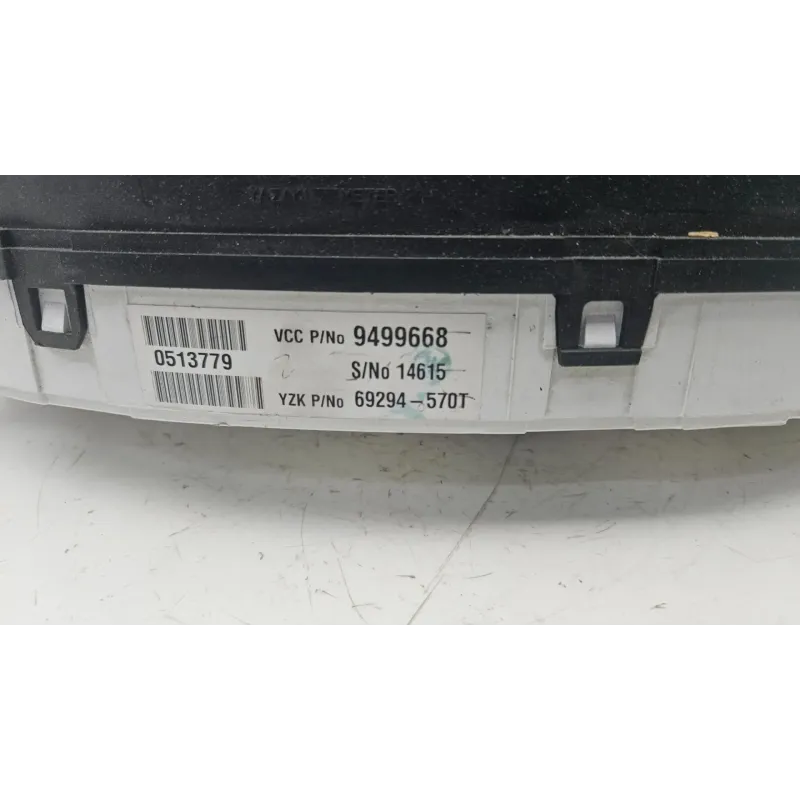 VCC P/No 9499668
0513779
S/No 14615
YZK P/No 69294-570T